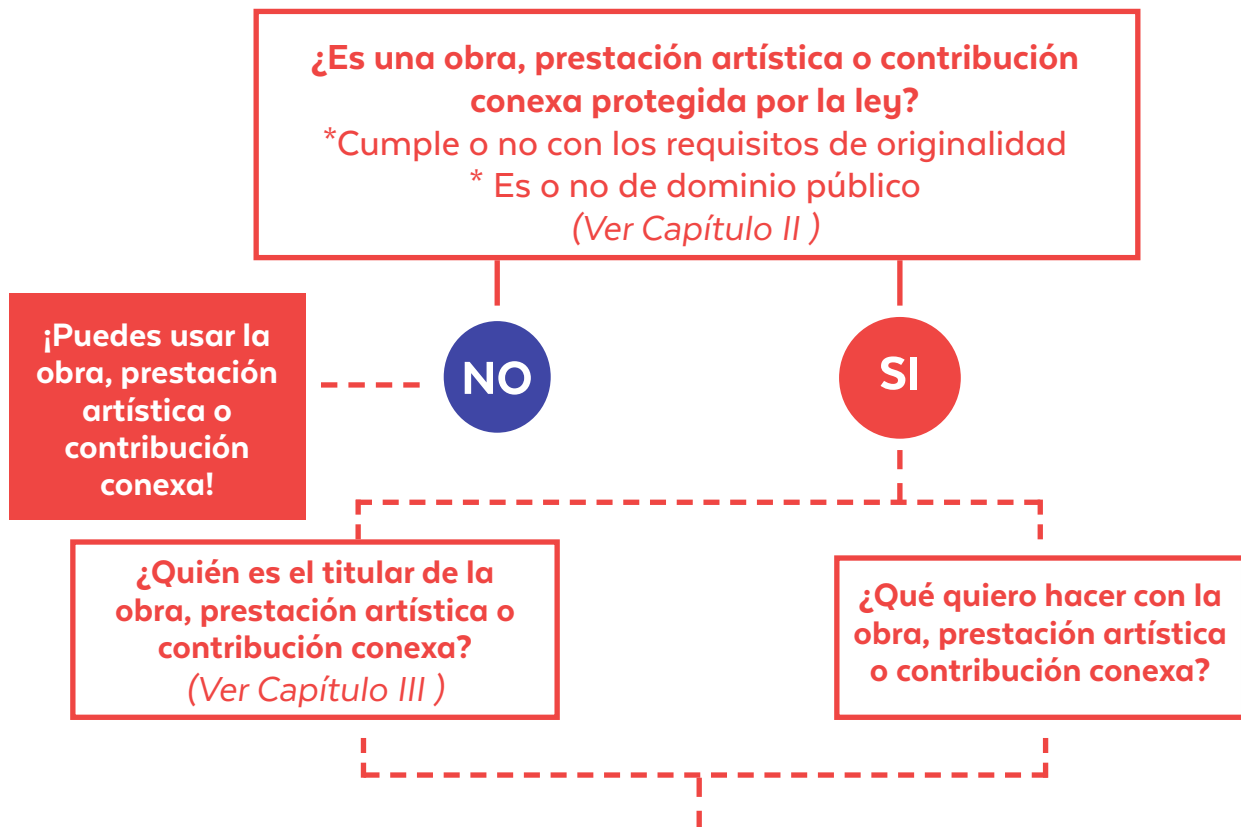 ¿Es una obra, prestación artística o contribución
conexa protegida por la ley?
*Cumple o no con los requisitos de originalidad
* Es o no de dominio público
(Ver Capítulo II )
¡Puedes usar la
obra, prestación
artística o
contribución
conexa!
NO
SI
¿Quién es el titular de la
obra, prestación artística o
contribución conexa?
(Ver Capítulo III )
¿Qué quiero hacer con la
obra, prestación artística
o contribución conexa?